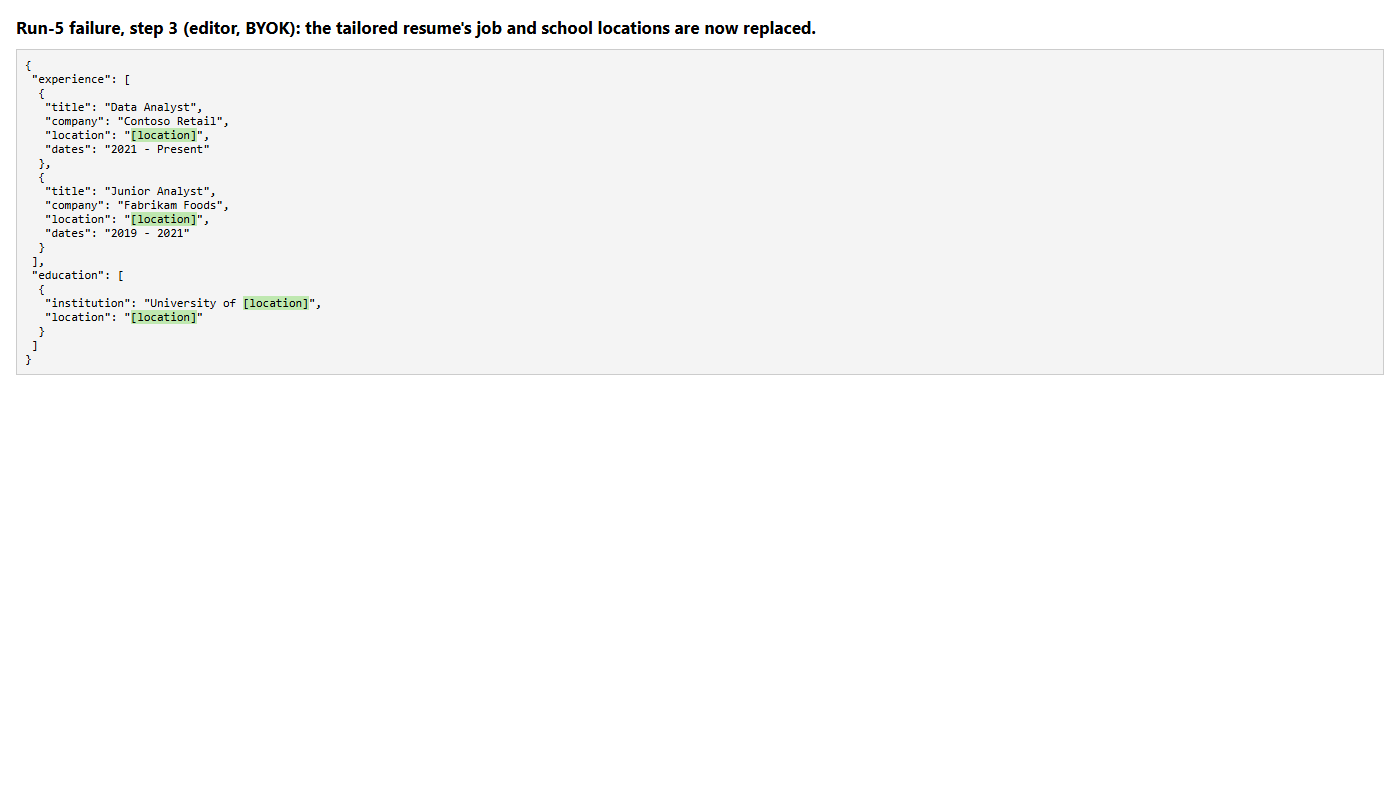 Run-5 failure, step 3 (editor, BYOK): the tailored resume's job and school locations are now replaced.
{
 "experience": [
  {
   "title": "Data Analyst",
   "company": "Contoso Retail",
   "location": "[location]",
   "dates": "2021 - Present"
  },
  {
   "title": "Junior Analyst",
   "company": "Fabrikam Foods",
   "location": "[location]",
   "dates": "2019 - 2021"
  }
 ],
 "education": [
  {
   "institution": "University of [location]",
   "location": "[location]"
  }
 ]
}